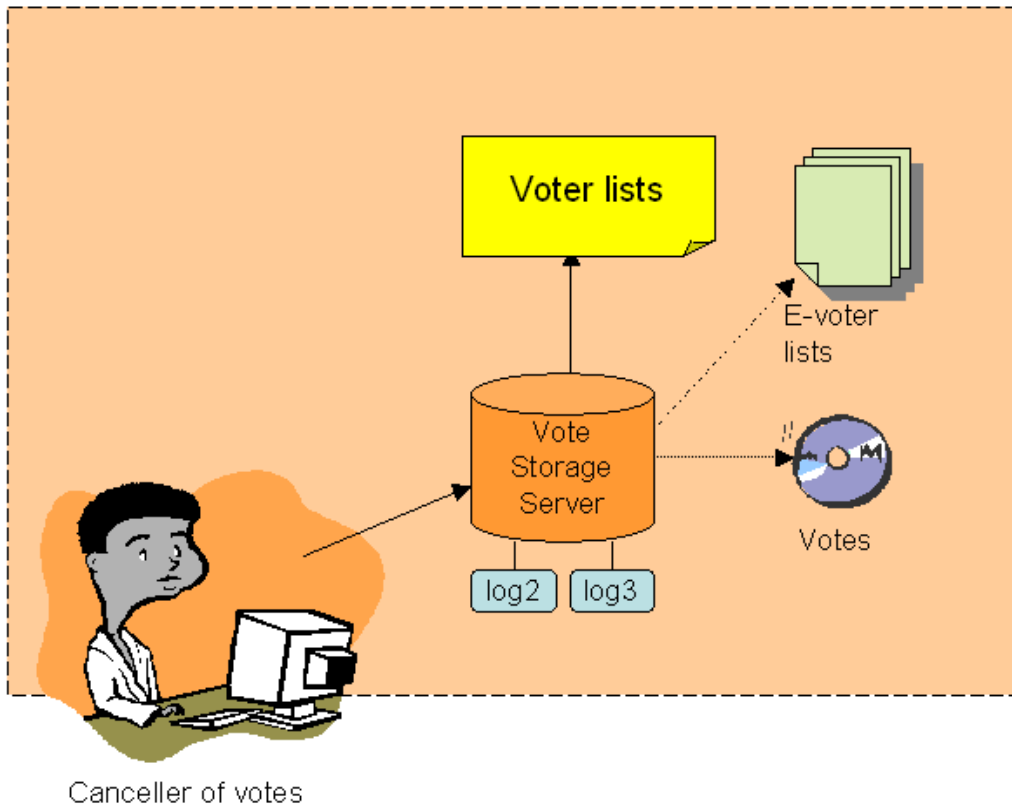 Voter lists
E-voter
lists
Vote
Storage
Server
Votes
log2
log3
Canceller of votes